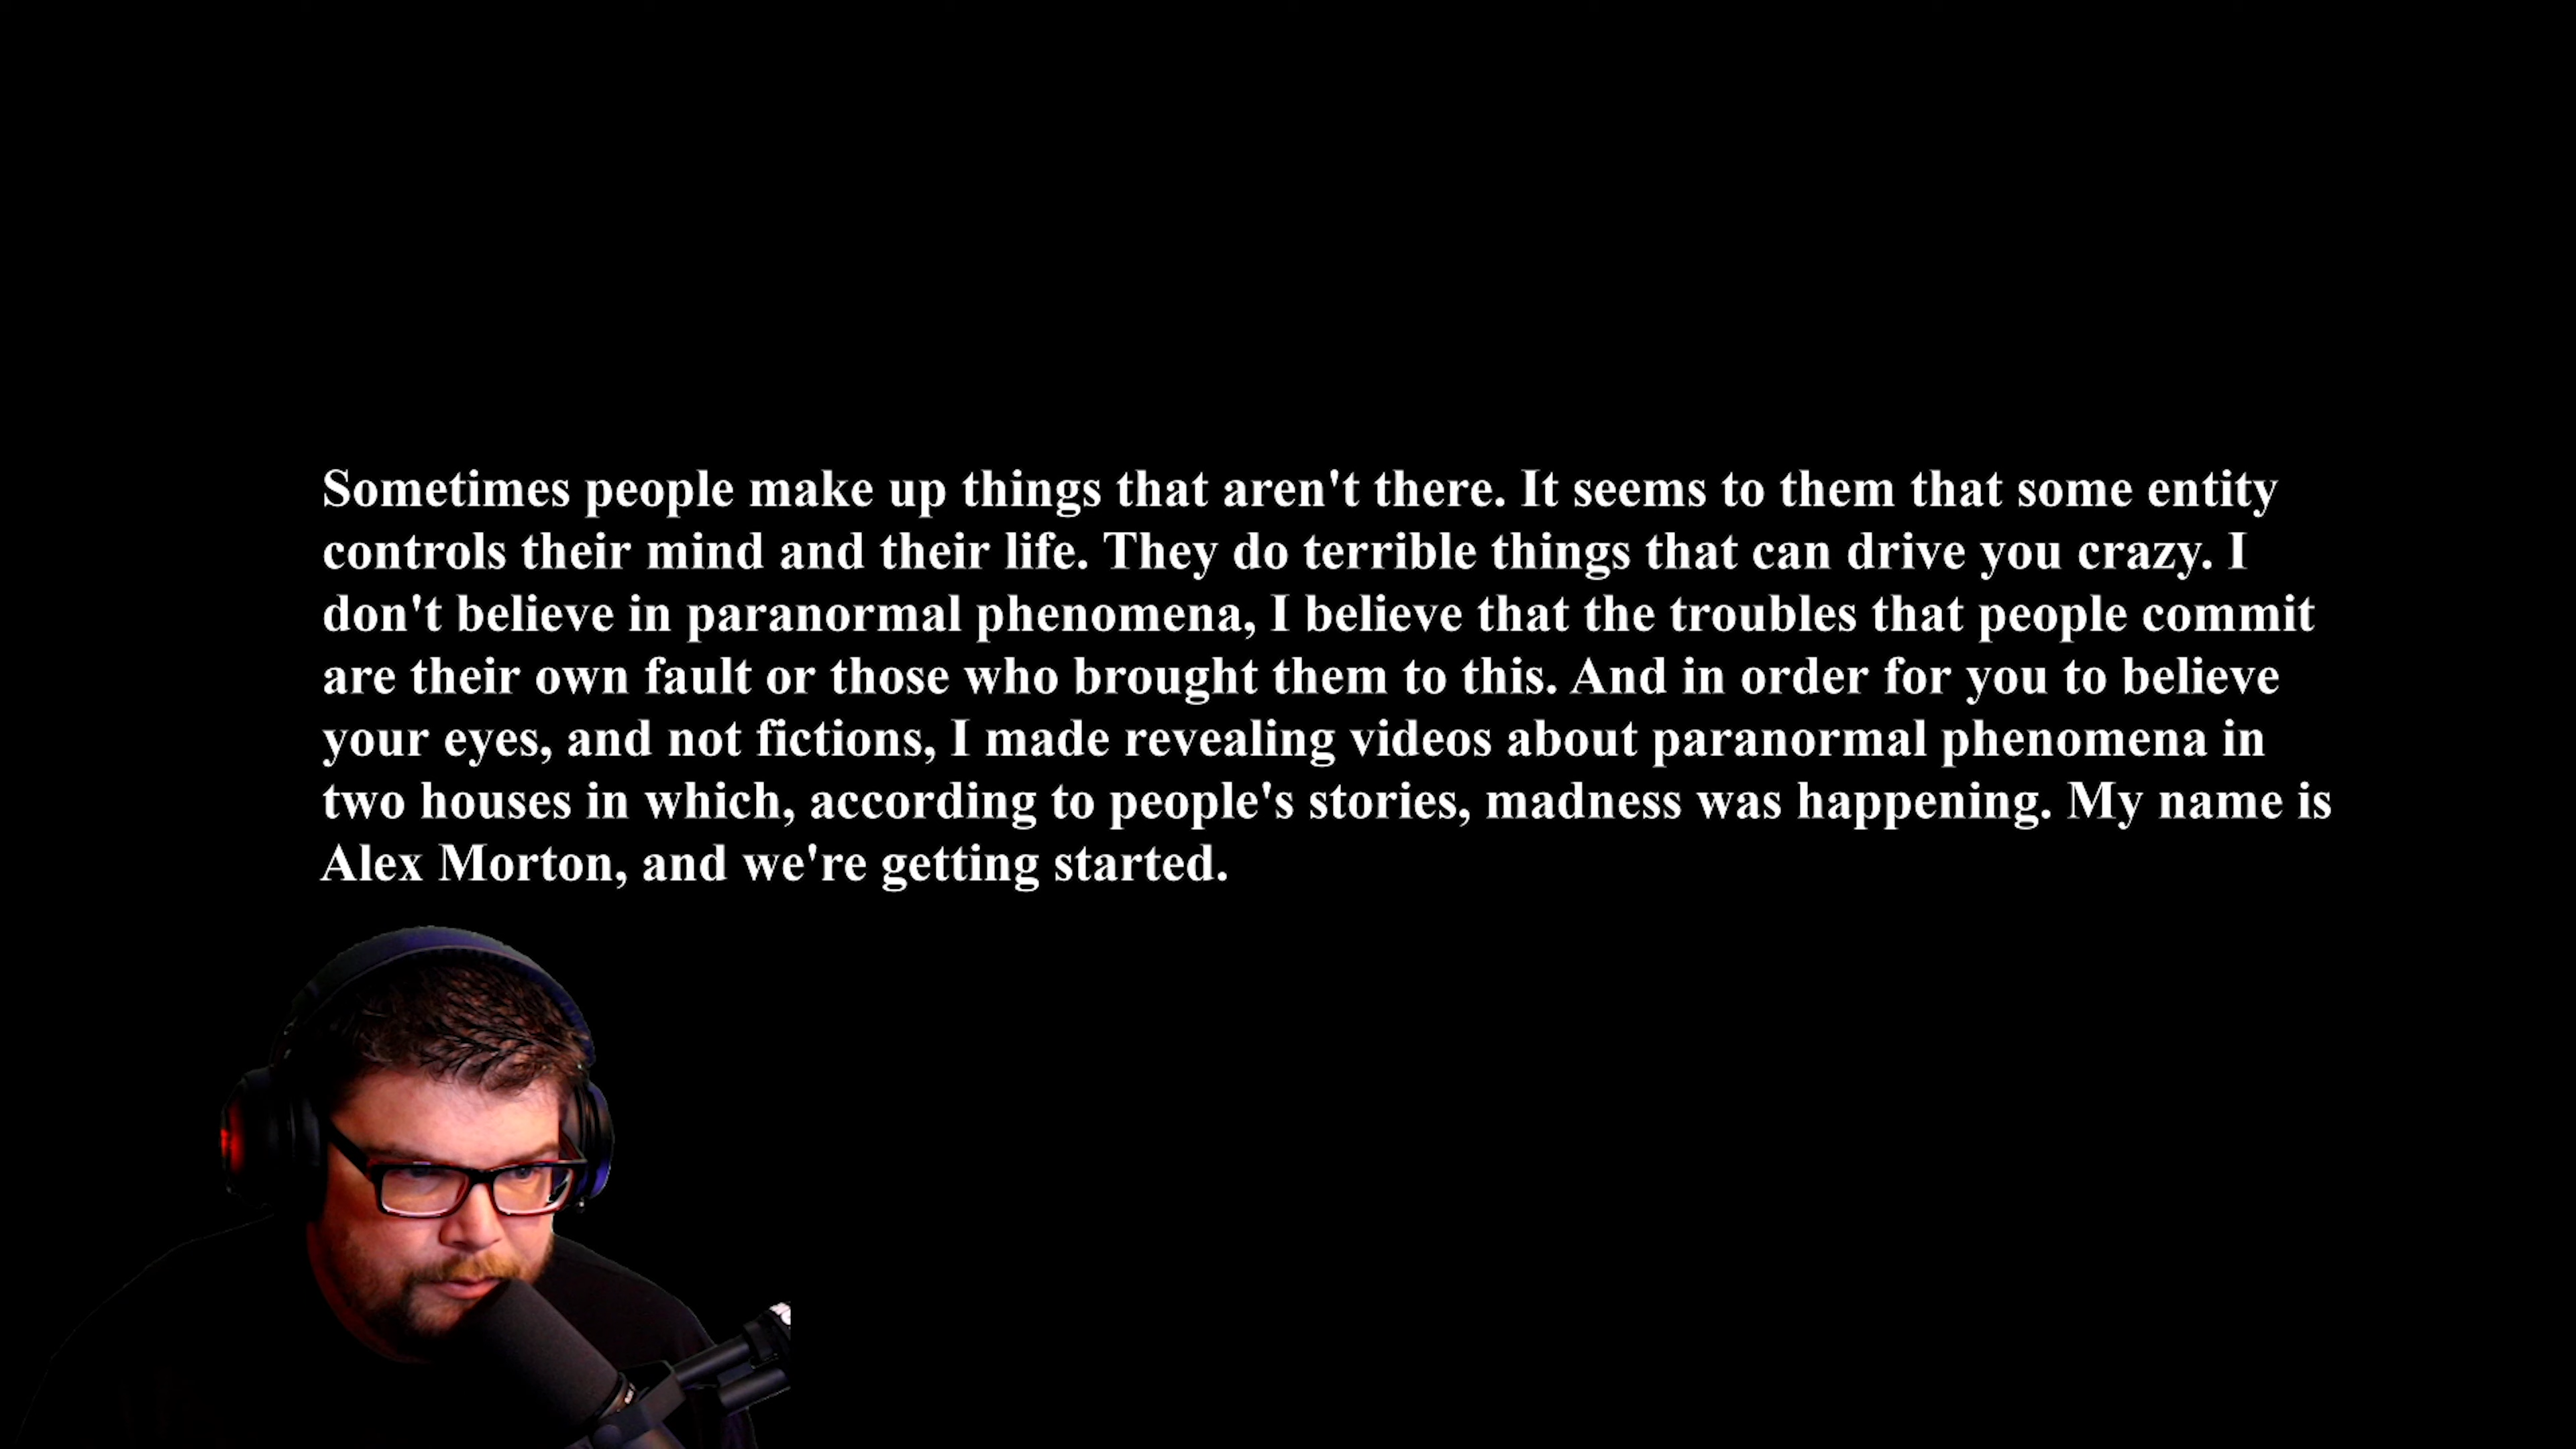 Sometimes people make up things that aren't there. It seems to them that some entity
controls their mind and their life. They do terrible things that can drive you crazy. I
don't believe in paranormal phenomena, I believe that the troubles that people commit
are their own fault or those who brought them to this. And in order for you to believe
your eyes, and not fictions, I made revealing videos about paranormal phenomena in
two houses in which, according to people's stories, madness was happening. My name is
Alex Morton, and we're getting started.